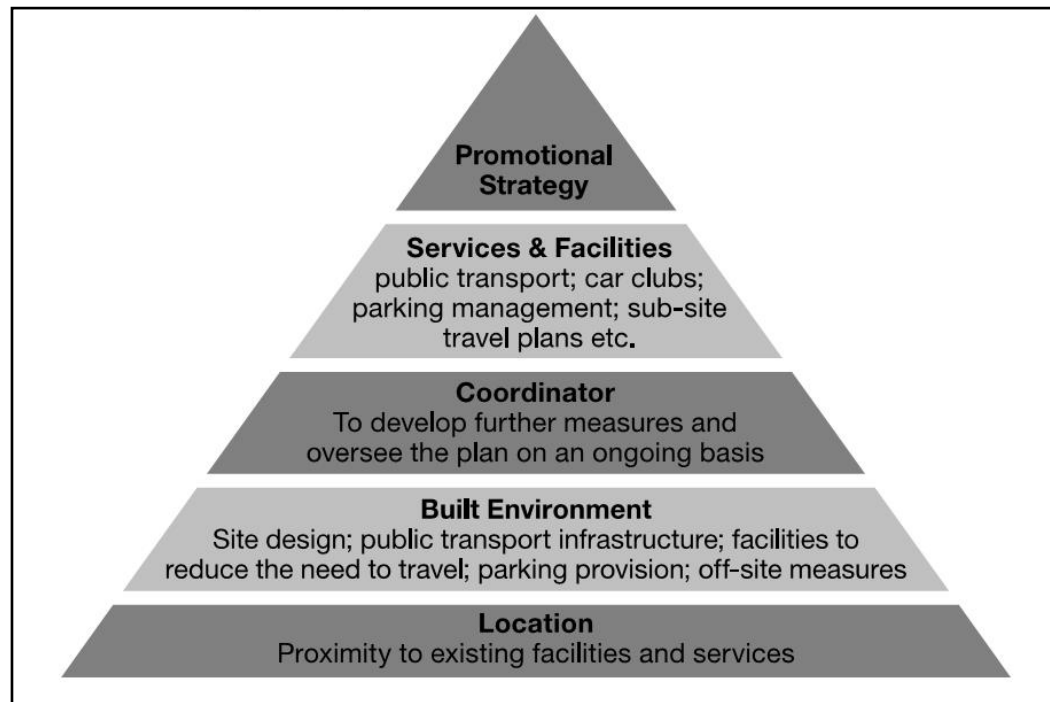 Promotional
Strategy
Services & Facilities
public transport; car clubs;
parking management; sub-site
travel plans etc.
Coordinator
To develop further measures and
oversee the plan on an ongoing basis
Built Environment
Site design; public transport infrastructure; facilities to
reduce the need to travel; parking provision; off-site measures
Location
Proximity to existing facilities and services